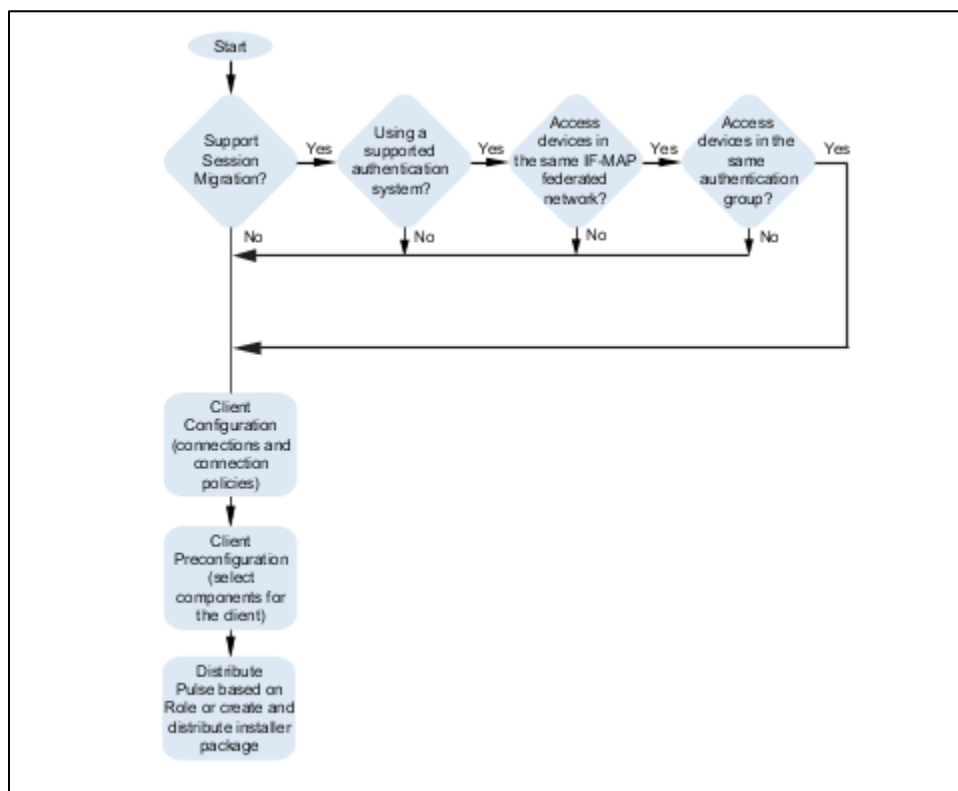 Start
Support
Session
Migration?
Yes
Using a
supported
authentication
system?
Yes
Access
devices in
the same IF-MAP
federated
network?
Yes
Access
devices in the
same
authentication
group?
Yes
No
No
No
No
Client
Configuration
(connections and
connection
policies)
Client
Preconfiguration
(select
components for
the client)
Distribute
Pulse based on
Role or create and
distribute installer
package